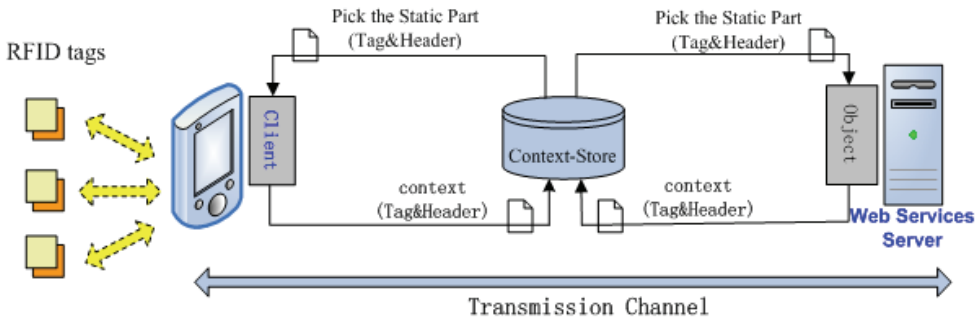 Pick the Static Part
(Tag&Header)
Pick the Static Part
(Tag&Header)
RFID tags
Client
Context-Store
Object
context
(Tag&Header)
context
(Tag&Header)
Web Services
Server
Transmission Channel